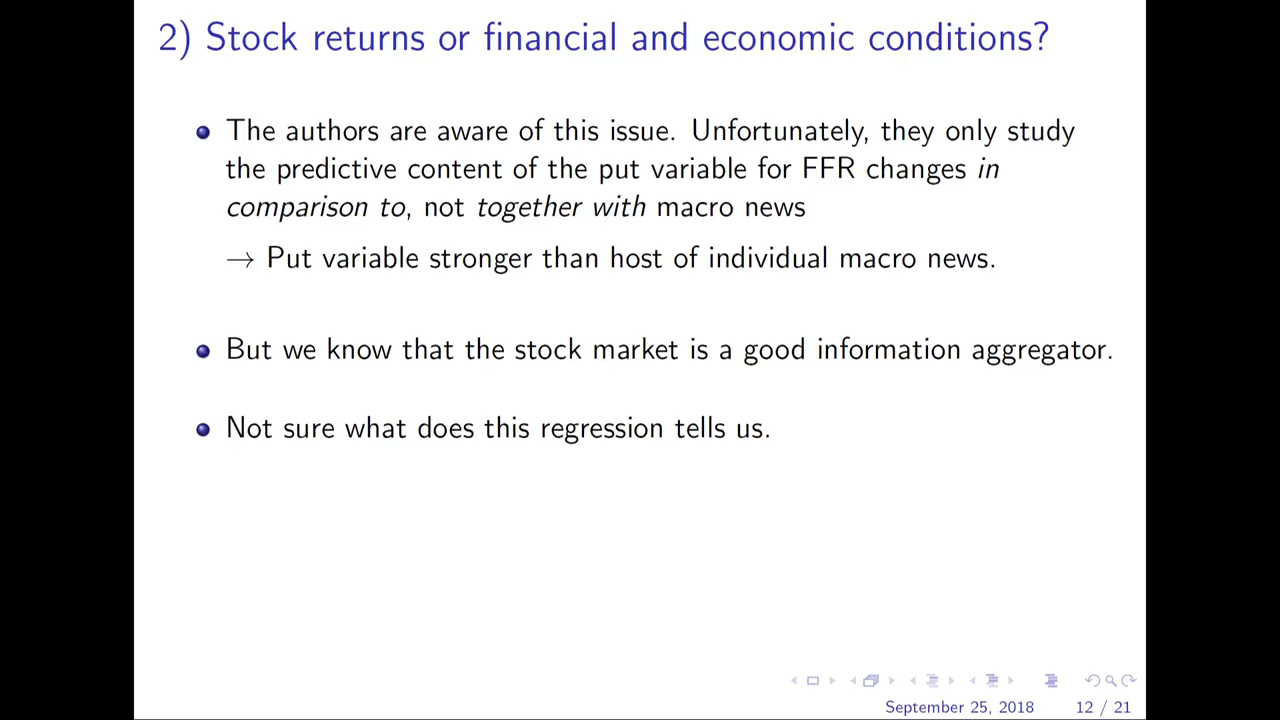 2) Stock returns or financial and economic conditions?
The authors are aware of this issue. Unfortunately, they only study
the predictive content of the put variable for FFR changes in
comparison to, not together with macro news
→ Put variable stronger than host of individual macro news.
But we know that the stock market is a good information aggregator.
Not sure what does this regression tells us.
September 25, 2018 12 / 21